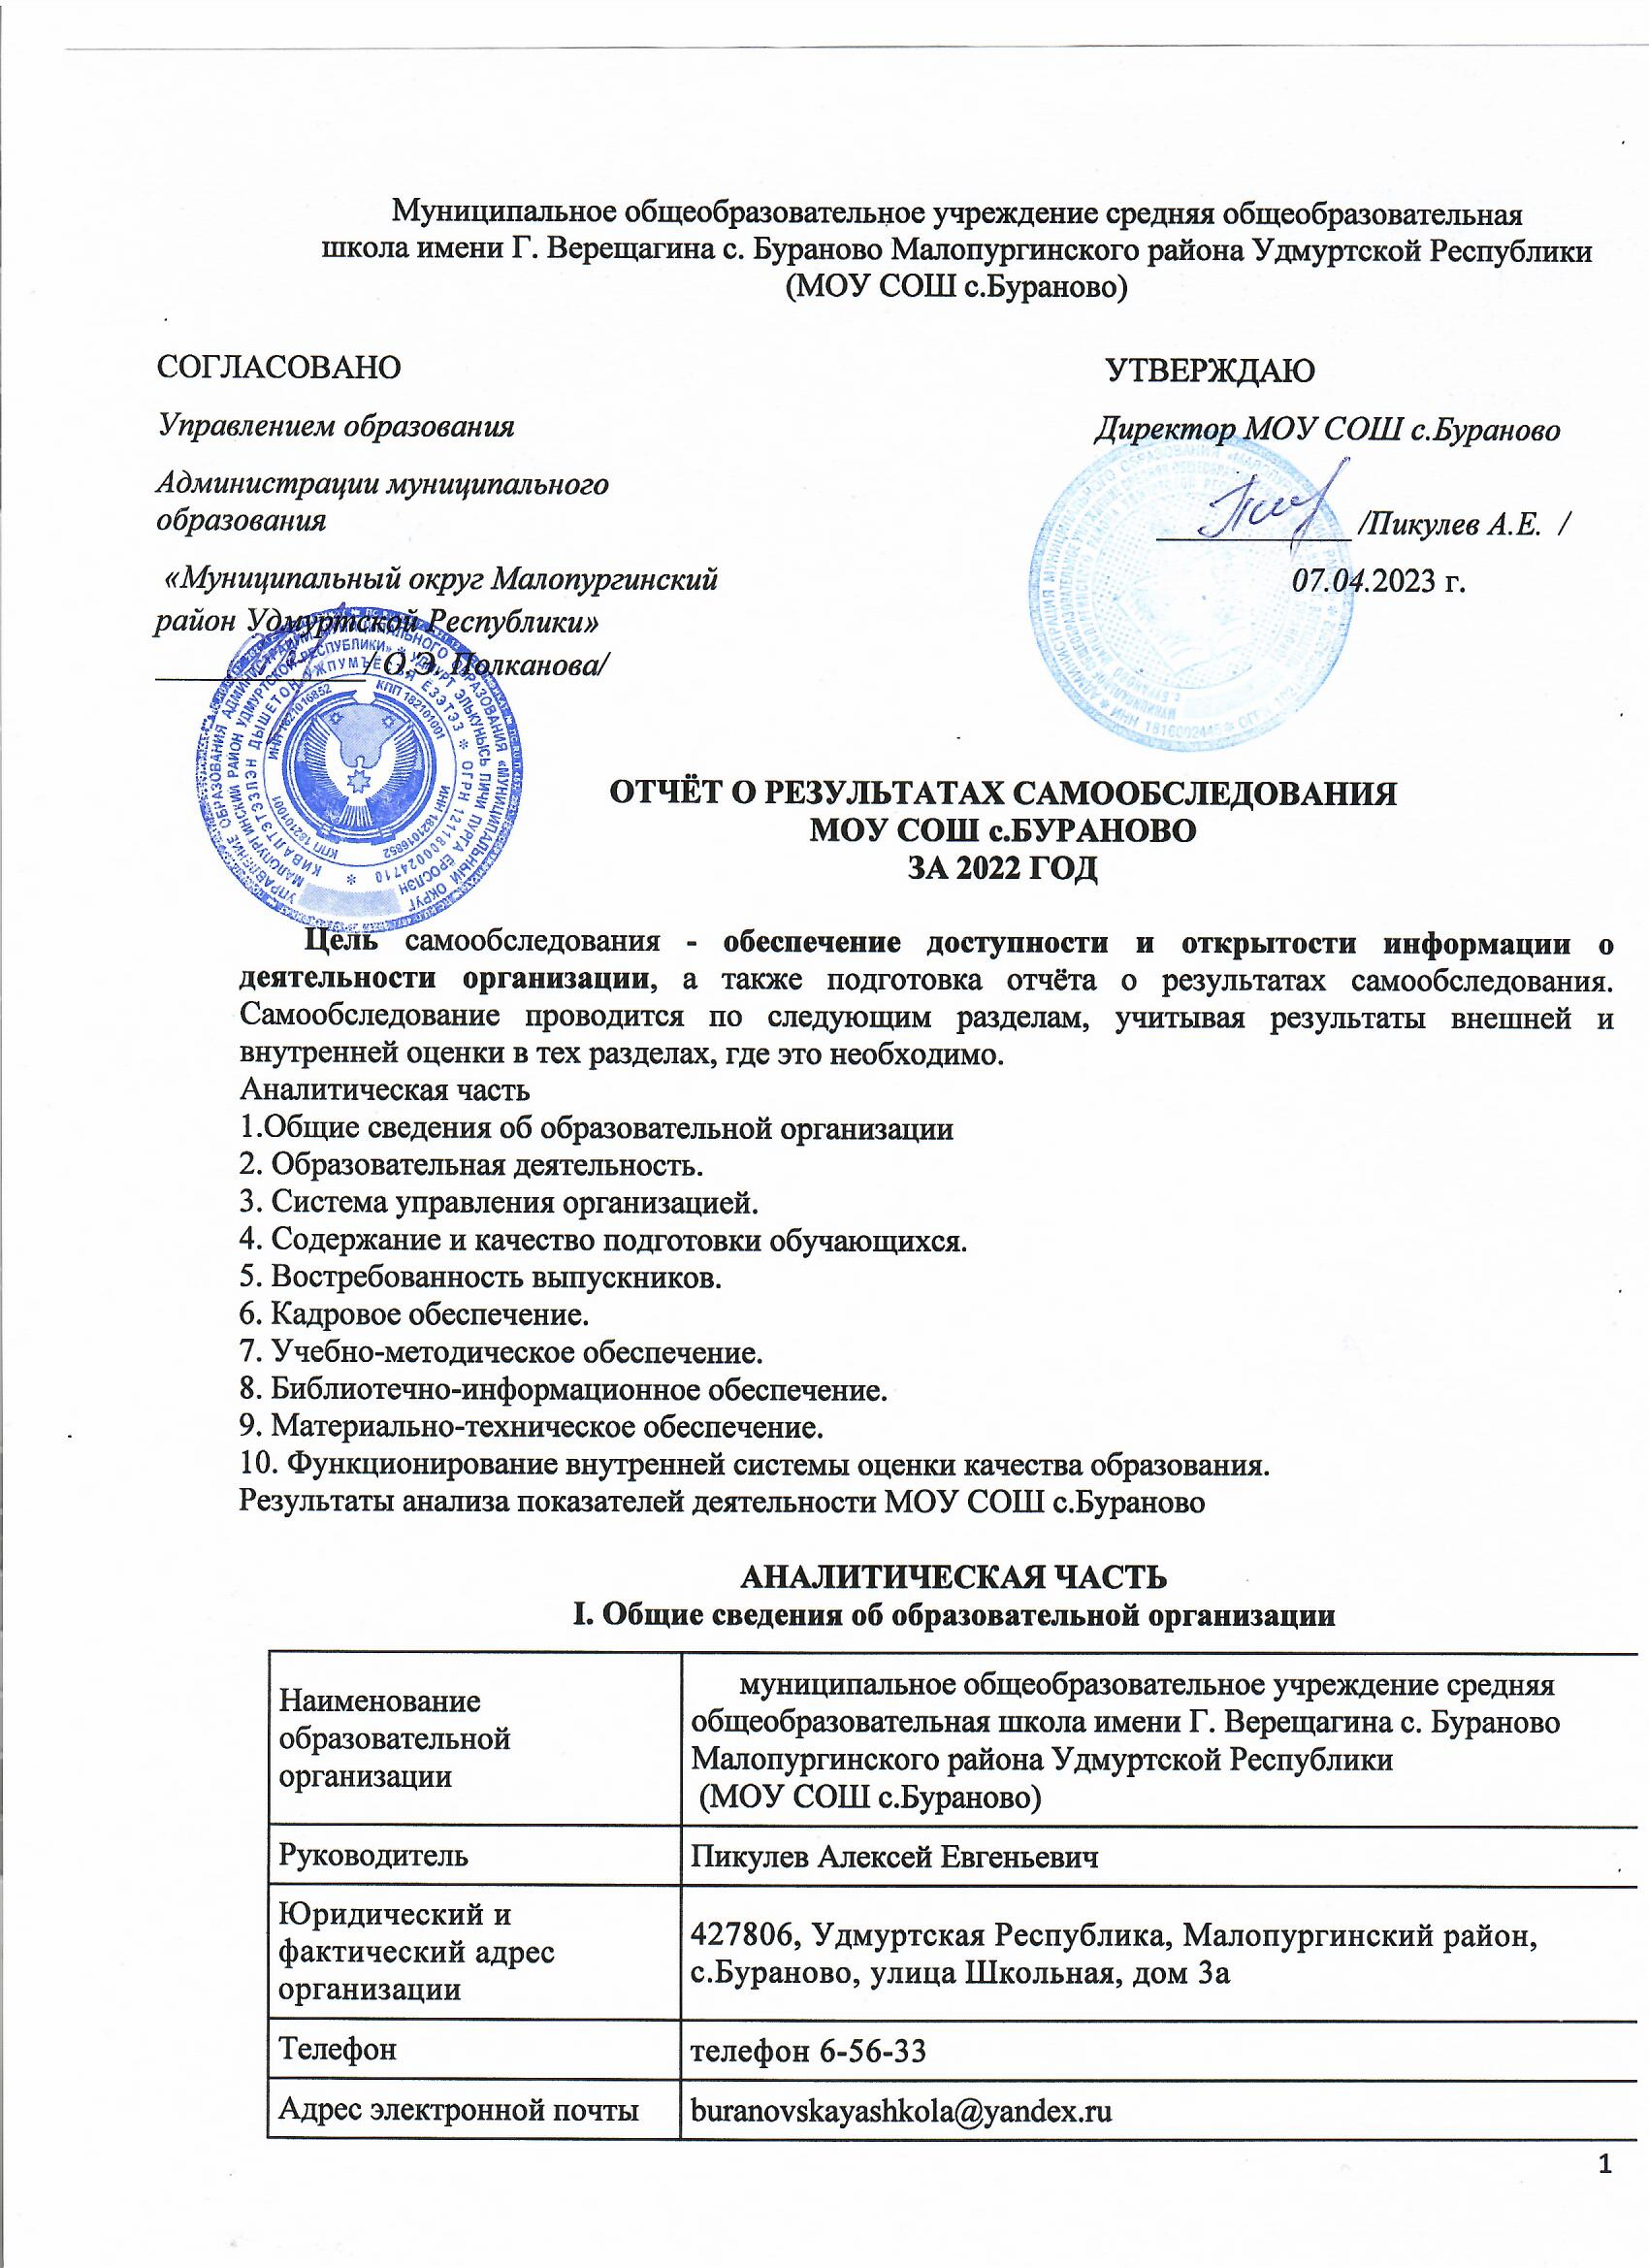 Муниципальное общеобразовательное учреждение средняя общеобразовательная
школа имени Г. Верещагина с. Бураново Малопургинского района Удмуртской Республики
(МОУ СОШ с.Бураново)
СОГЛАСОВАНО
Управлением образования
Администрации муниципального
образования
«Муниципальный округ Малопургинский
район Удмуртской Республики»
/ О.Э. Полканова/
УТВЕРЖДАЮ
Директор МОУ СОШ с.Бураново
/Пикулев А.Е. /
07.04.2023 г.
ИНН 1821016852
КПП 182101001
ОГРН 1211800024710
ОТЧЁТ О РЕЗУЛЬТАТАХ САМООБСЛЕДОВАНИЯ
МОУ СОШ с.БУРАНОВО
ЗА 2022 ГОД
Цель самообследования - обеспечение доступности и открытости информации о
деятельности организации, а также подготовка отчёта о результатах самообследования.
Самообследование проводится по следующим разделам, учитывая результаты внешней и
внутренней оценки в тех разделах, где это необходимо.
Аналитическая часть
1.Общие сведения об образовательной организации
2. Образовательная деятельность.
3. Система управления организацией.
4. Содержание и качество подготовки обучающихся.
5. Востребованность выпускников.
6. Кадровое обеспечение.
7. Учебно-методическое обеспечение.
8. Библиотечно-информационное обеспечение.
9. Материально-техническое обеспечение.
10. Функционирование внутренней системы оценки качества образования.
Результаты анализа показателей деятельности МОУ СОШ с.Бураново
АНАЛИТИЧЕСКАЯ ЧАСТЬ
I. Общие сведения об образовательной организации
Наименование
образовательной
организации
муниципальное общеобразовательное учреждение средняя
общеобразовательная школа имени Г. Верещагина с. Бураново
Малопургинского района Удмуртской Республики
(МОУ СОШ с.Бураново)
Руководитель
Пикулев Алексей Евгеньевич
Юридический и
фактический адрес
организации
427806, Удмуртская Республика, Малопургинский район,
с.Бураново, улица Школьная, дом 3а
Телефон
телефон 6-56-33
Адрес электронной почты
buranovskayashkola@yandex.ru
1